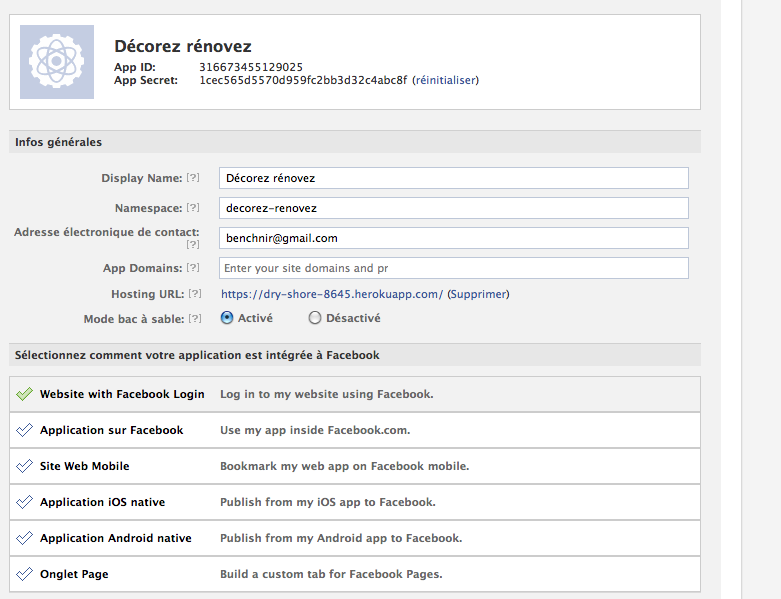 Décorez rénovez
App ID: 316673455129025
App Secret: 1cec565d5570d959fc2bb3d32c4abc8f (réinitialiser)
Infos générales
Display Name: [?] Décorez rénovez
Namespace: [?] decorez-renovez
Adresse électronique de contact: [?] benchnir@gmail.com
App Domains: [?] Enter your site domains and pr
Hosting URL: [?] https://dry-shore-8645.herokuapp.com/ (Supprimer)
Mode bac à sable: [?] Activé Désactivé
Sélectionnez comment votre application est intégrée à Facebook
Website with Facebook Login Log in to my website using Facebook.
Application sur Facebook Use my app inside Facebook.com.
Site Web Mobile Bookmark my web app on Facebook mobile.
Application iOS native Publish from my iOS app to Facebook.
Application Android native Publish from my Android app to Facebook.
Onglet Page Build a custom tab for Facebook Pages.